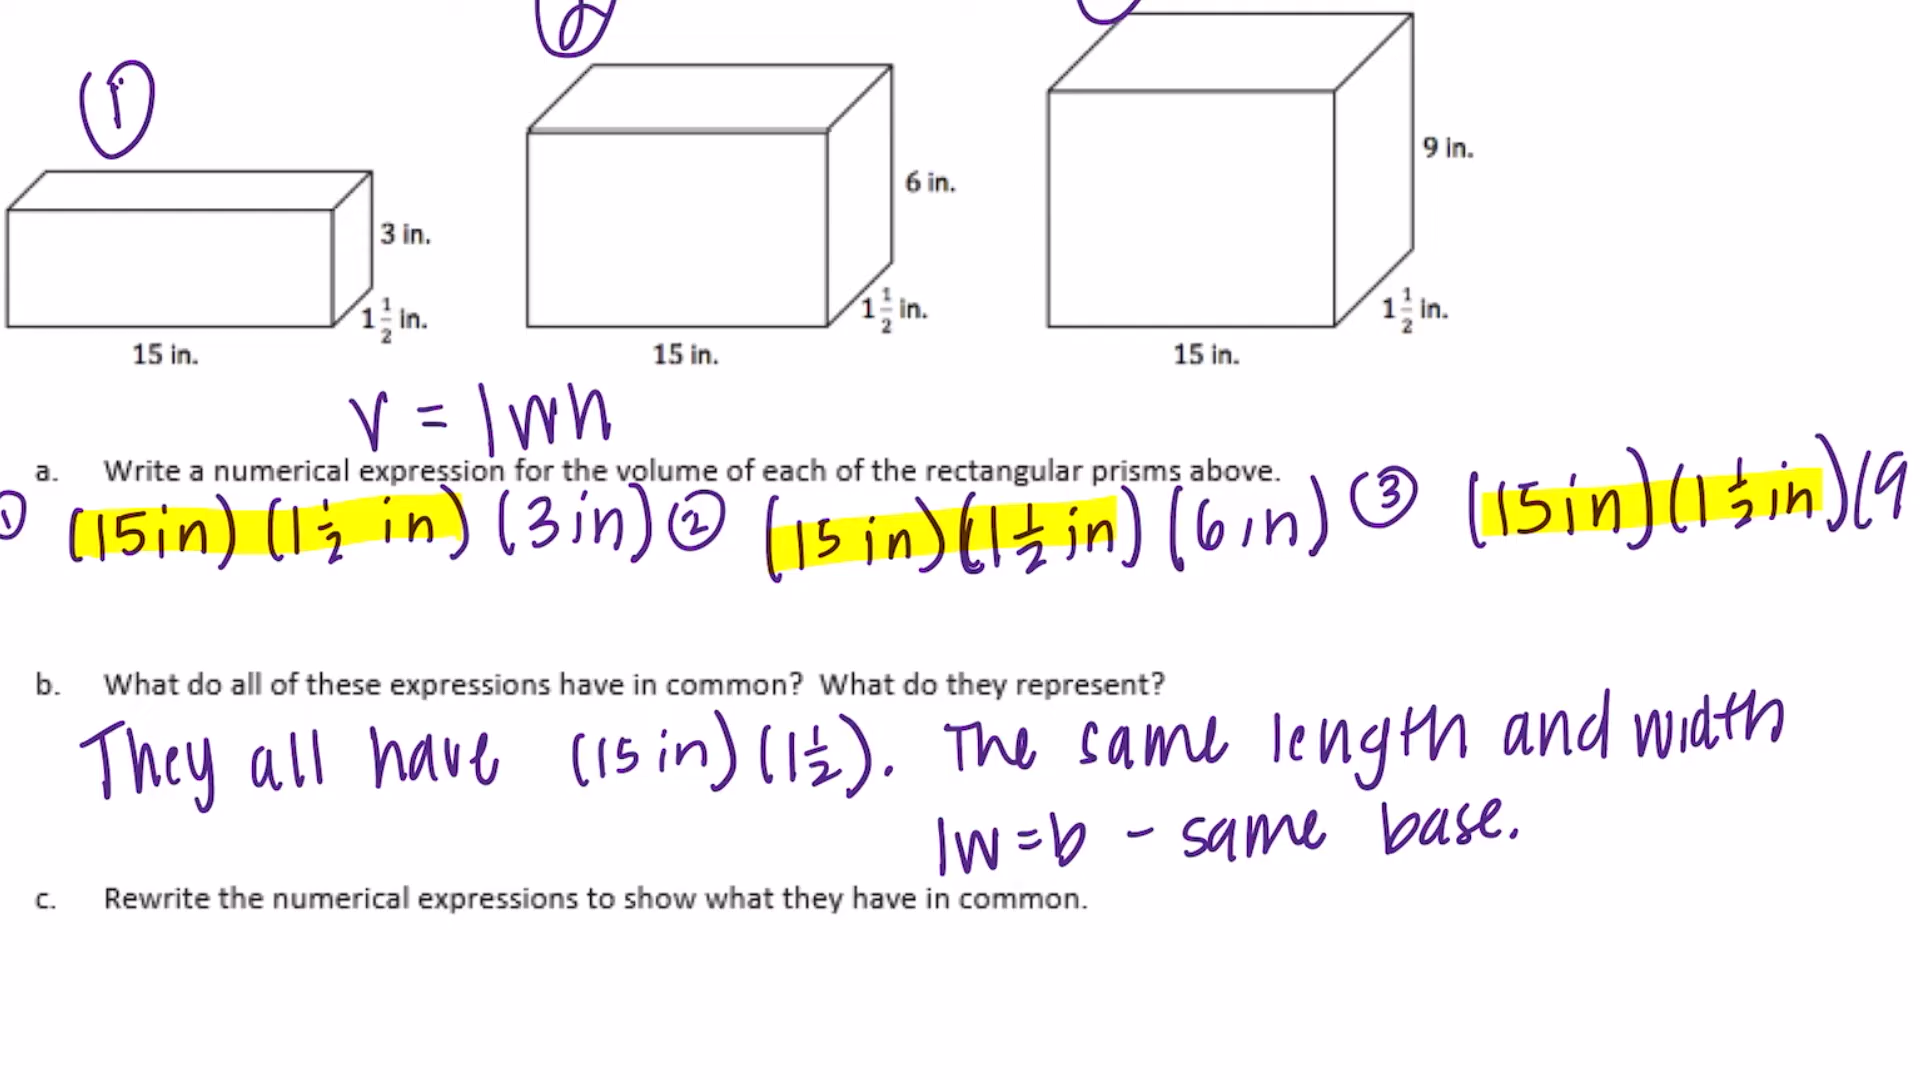 ①
②
3 in.
1 1/2 in.
15 in.
6 in.
1 1/2 in.
15 in.
9 in.
1 1/2 in.
15 in.
V = lwh
a. Write a numerical expression for the volume of each of the rectangular prisms above.
① (15in) (1 1/2 in) (3in) ② (15 in)(1 1/2 in) (6in) ③ (15in)(1 1/2 in)(9
b. What do all of these expressions have in common? What do they represent?
They all have (15 in) (1 1/2). The same length and width
lw = b - same base.
c. Rewrite the numerical expressions to show what they have in common.